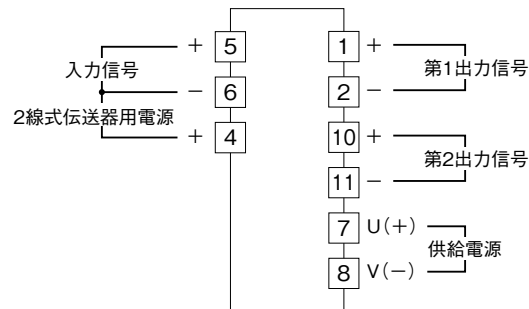 + 5
入力信号
− 6
2線式伝送器用電源
+ 4
1 +
第1出力信号
2 −
10 +
第2出力信号
11 −
7 U(+)
供給電源
8 V(−)